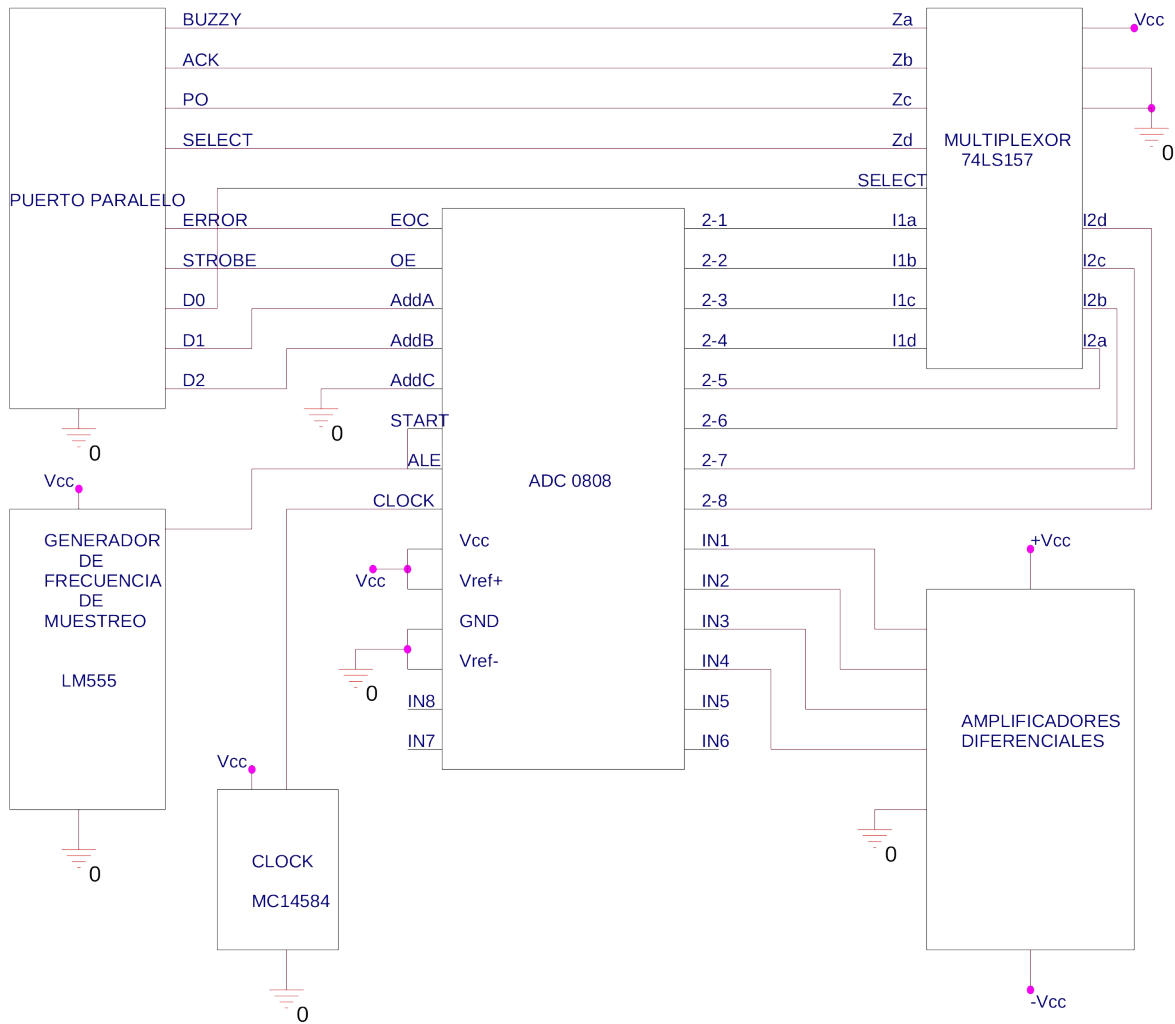 BUZZY
ACK
PO
SELECT
PUERTO PARALELO
ERROR
STROBE
D0
D1
D2
0
Za
Zb
Zc
Zd
SELECT
MULTIPLEXOR
74LS157
Vcc
0
I1a
I1b
I1c
I1d
I2d
I2c
I2b
I2a
EOC
OE
AddA
AddB
AddC
0
START
ALE
CLOCK
Vcc
Vcc
Vref+
GND
Vref-
0
IN8
IN7
ADC 0808
2-1
2-2
2-3
2-4
2-5
2-6
2-7
2-8
IN1
IN2
IN3
IN4
IN5
IN6
Vcc
GENERADOR
DE
FRECUENCIA
DE
MUESTREO
LM555
0
Vcc
CLOCK
MC14584
0
+Vcc
AMPLIFICADORES
DIFERENCIALES
0
-Vcc